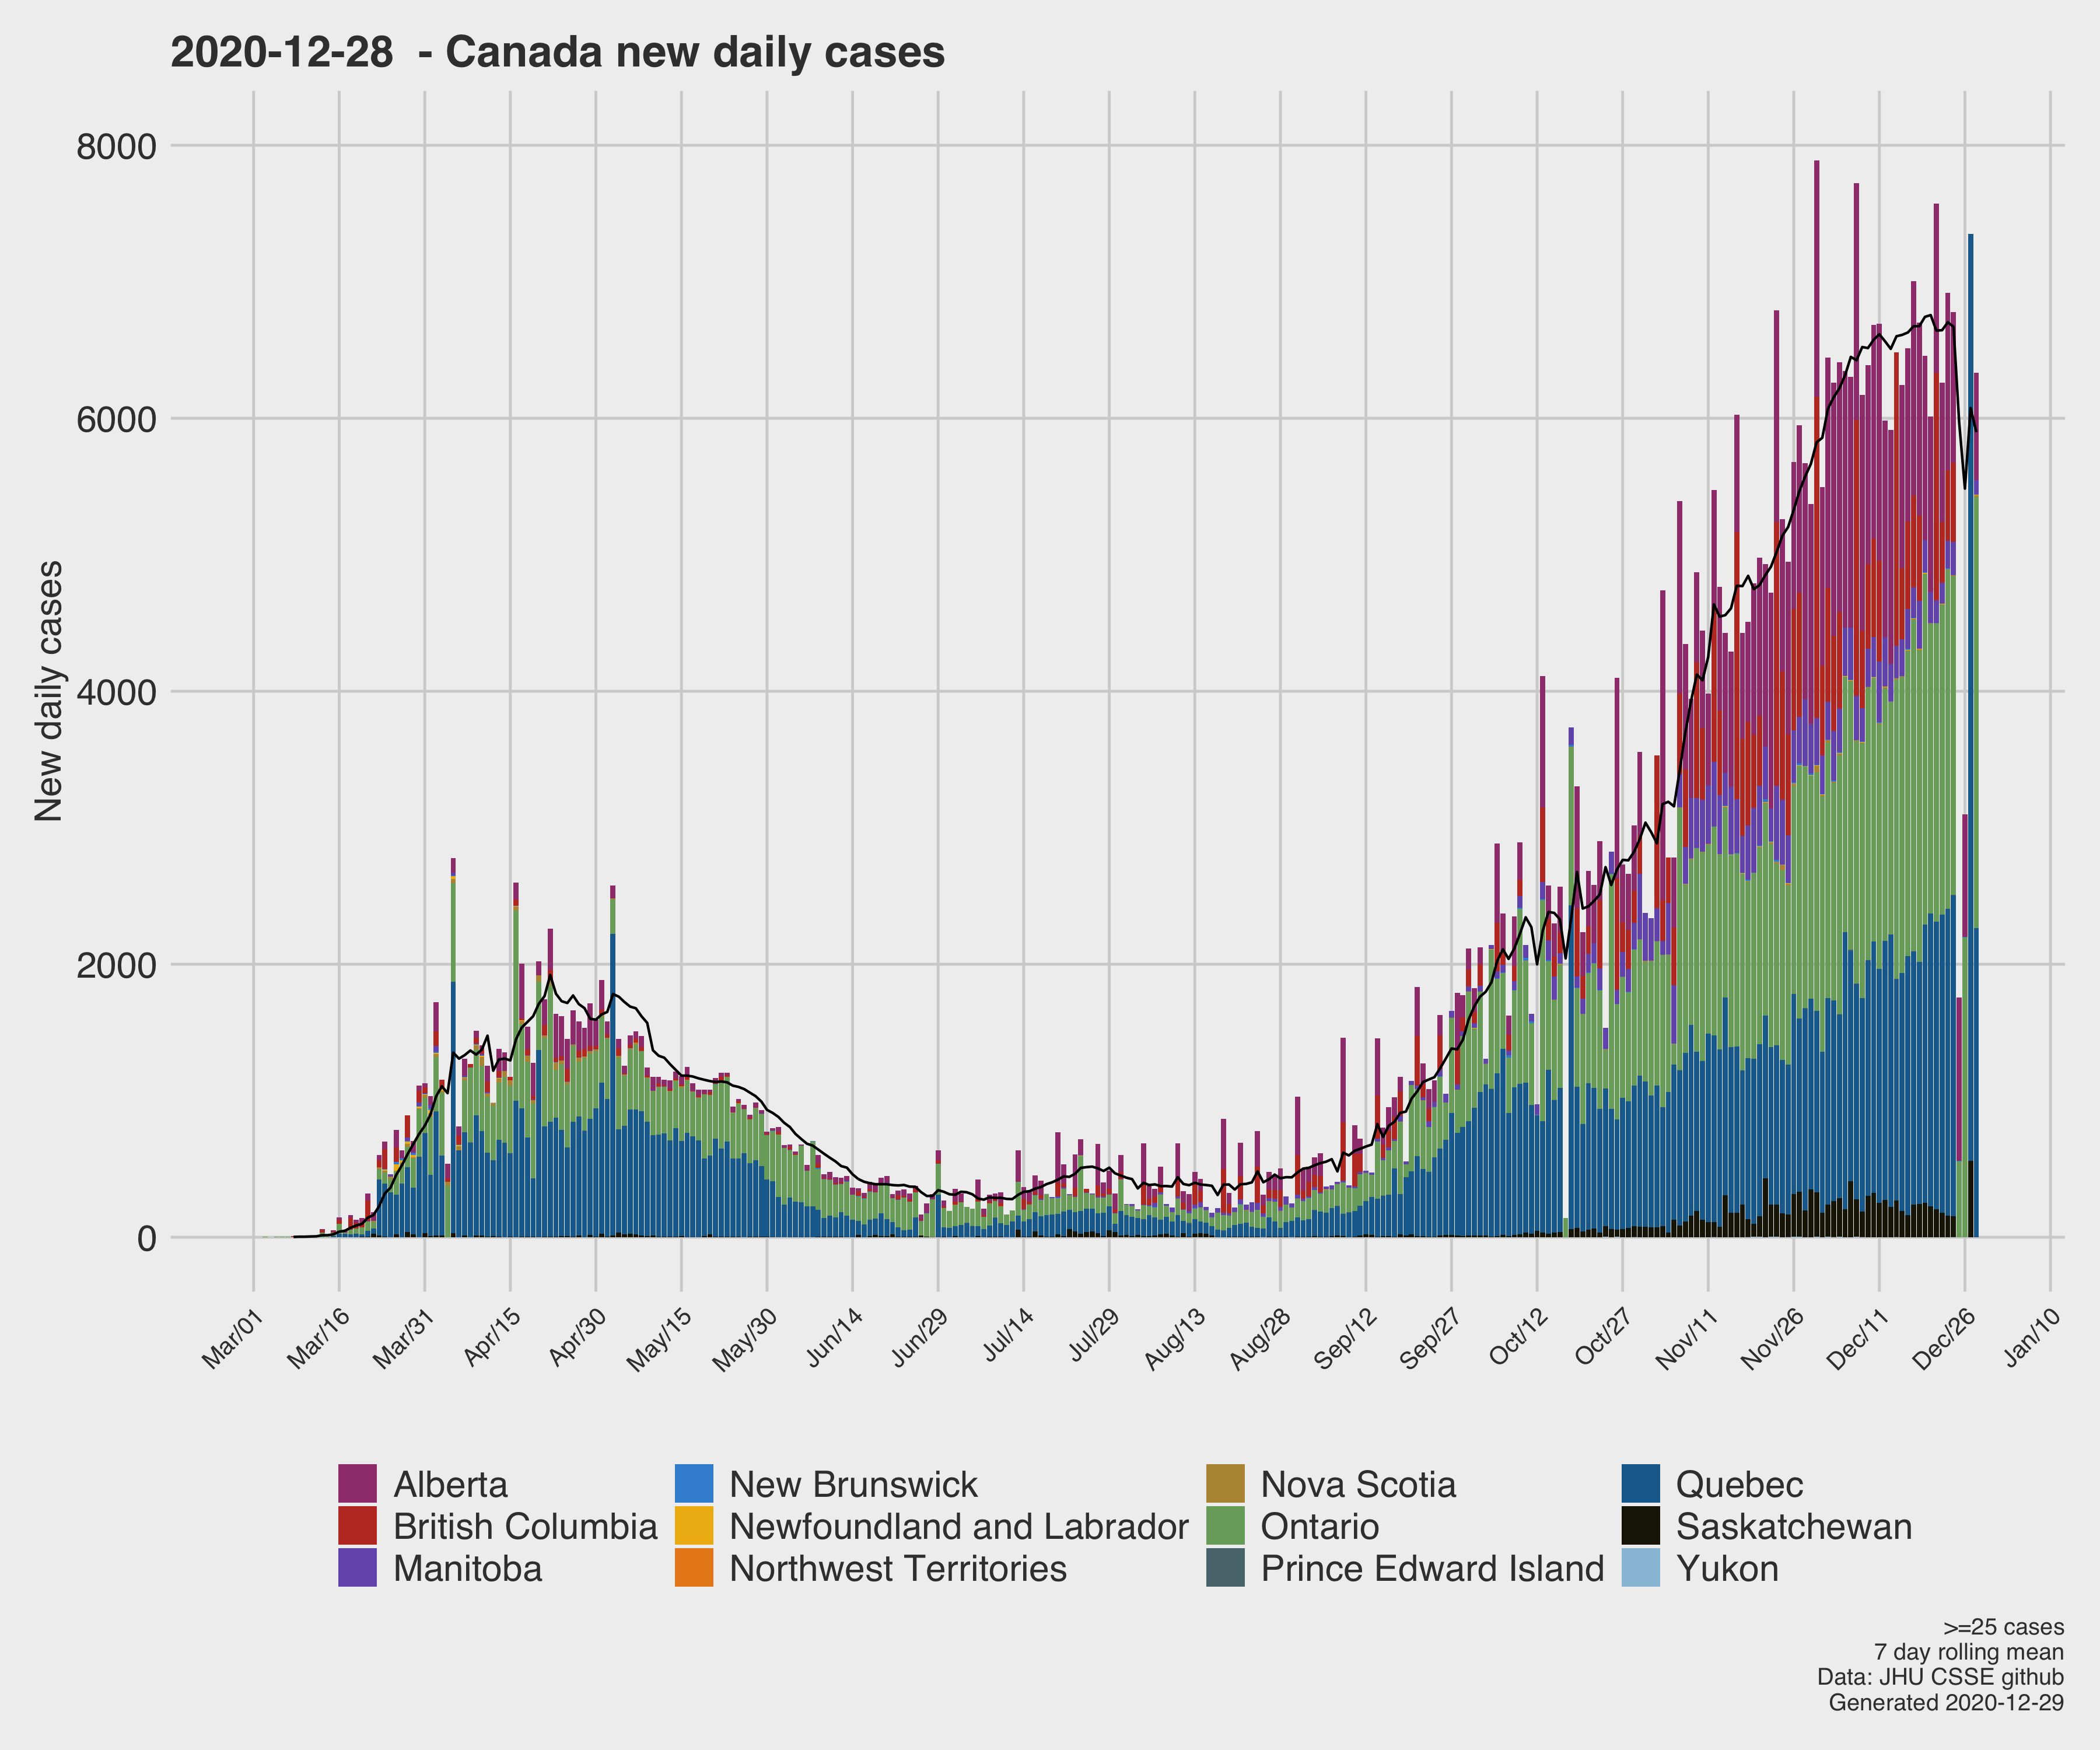 2020-12-28  - Canada new daily cases
New daily cases
8000
6000
4000
2000
0
Mar/01
Mar/16
Mar/31
Apr/15
Apr/30
May/15
May/30
Jun/14
Jun/29
Jul/14
Jul/29
Aug/13
Aug/28
Sep/12
Sep/27
Oct/12
Oct/27
Nov/11
Nov/26
Dec/11
Dec/26
Jan/10
Alberta
British Columbia
Manitoba
New Brunswick
Newfoundland and Labrador
Northwest Territories
Nova Scotia
Ontario
Prince Edward Island
Quebec
Saskatchewan
Yukon
>=25 cases
7 day rolling mean
Data: JHU CSSE github
Generated 2020-12-29